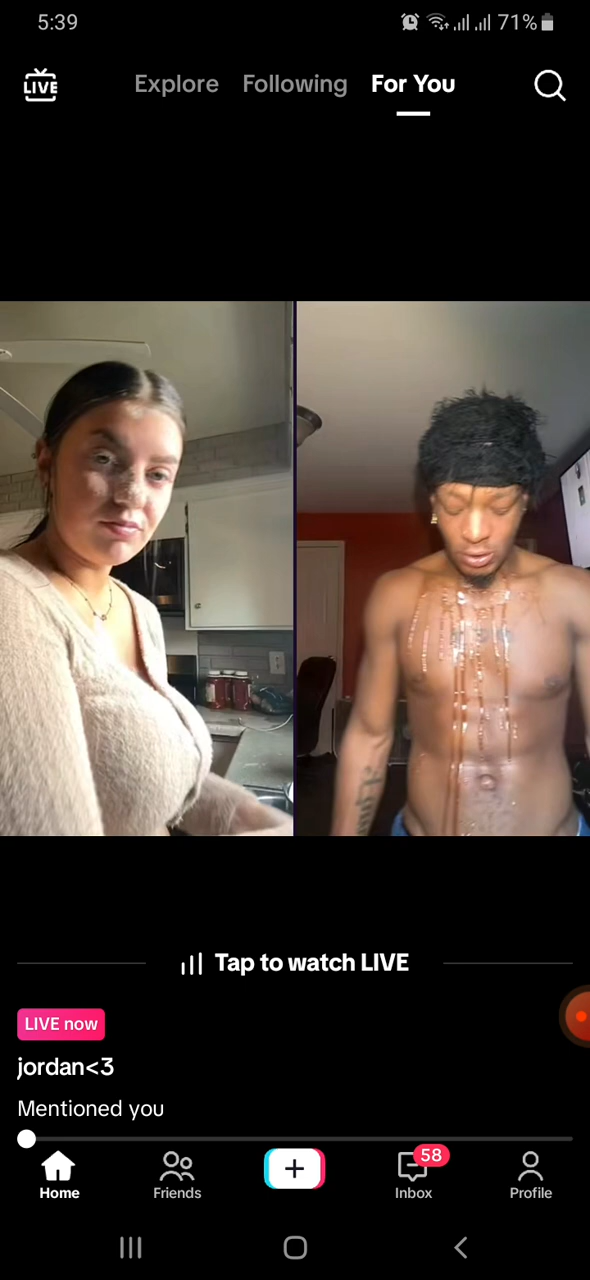 5:39
71%
LIVE
Explore Following For You
Tap to watch LIVE
LIVE now
jordan<3
Mentioned you
58
Home Friends Inbox Profile